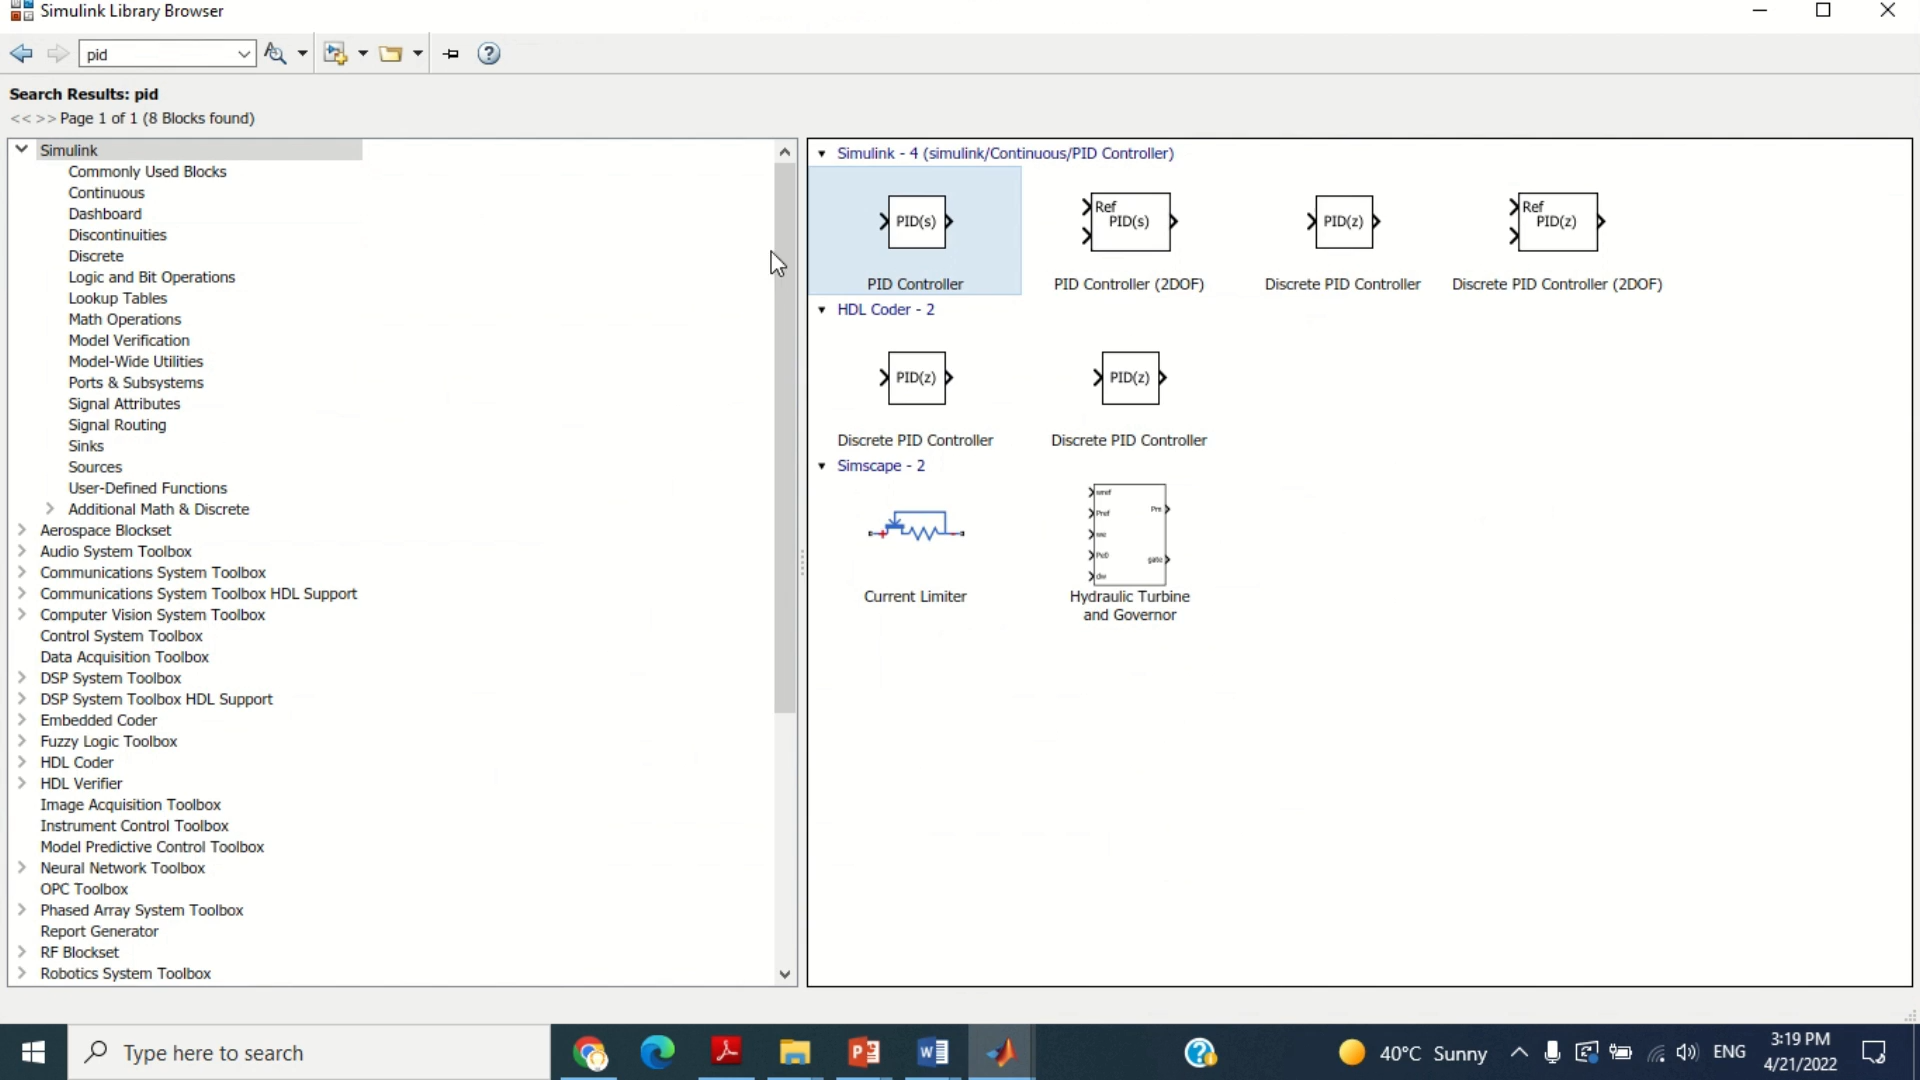 Simulink Library Browser
pid
Search Results: pid
<< >> Page 1 of 1 (8 Blocks found)
Simulink
Commonly Used Blocks
Continuous
Dashboard
Discontinuities
Discrete
Logic and Bit Operations
Lookup Tables
Math Operations
Model Verification
Model-Wide Utilities
Ports & Subsystems
Signal Attributes
Signal Routing
Sinks
Sources
User-Defined Functions
Additional Math & Discrete
Aerospace Blockset
Audio System Toolbox
Communications System Toolbox
Communications System Toolbox HDL Support
Computer Vision System Toolbox
Control System Toolbox
Data Acquisition Toolbox
DSP System Toolbox
DSP System Toolbox HDL Support
Embedded Coder
Fuzzy Logic Toolbox
HDL Coder
HDL Verifier
Image Acquisition Toolbox
Instrument Control Toolbox
Model Predictive Control Toolbox
Neural Network Toolbox
OPC Toolbox
Phased Array System Toolbox
Report Generator
RF Blockset
Robotics System Toolbox
Simulink - 4 (simulink/Continuous/PID Controller)
PID(s)
Ref
PID(s)
PID(z)
Ref
PID(z)
PID Controller
PID Controller (2DOF)
Discrete PID Controller
Discrete PID Controller (2DOF)
HDL Coder - 2
PID(z)
PID(z)
Discrete PID Controller
Discrete PID Controller
Simscape - 2
wref
Pref
we
Pe0
dw
Pm
gate
Current Limiter
Hydraulic Turbine
and Governor
Type here to search
40°C Sunny
ENG
3:19 PM
4/21/2022